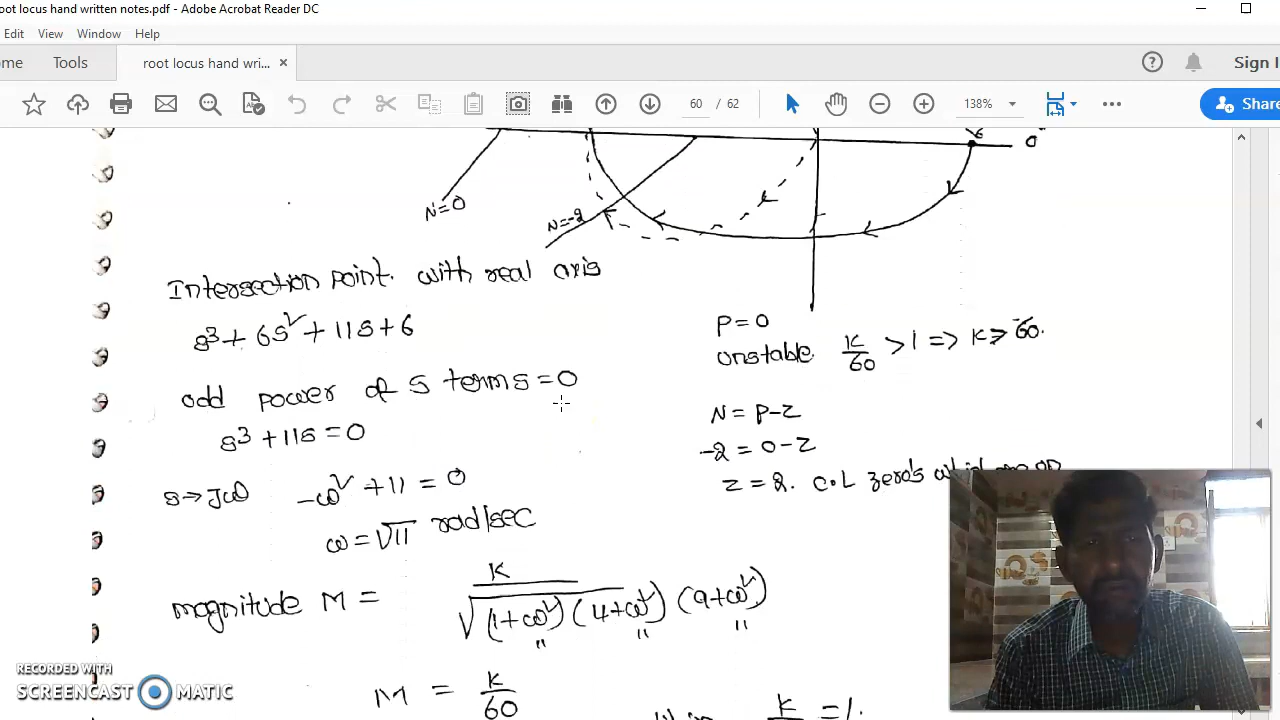 root locus hand written notes.pdf - Adobe Acrobat Reader DC
Edit View Window Help
ome Tools root locus hand wri... × Sign I
60 / 62 138% Share
0°
N=0
N=-2
Intersection point with real axis
s³ + 6s² + 11s + 6
odd power of s terms = 0
s³ + 11s = 0
s → Jω -ω² + 11 = 0
ω = √11 rad/sec
magnitude M = K / √(1+ω²)(4+ω²)(9+ω²)
" " "
M = K/60
P = 0
unstable K/60 > 1 => K > 60.
N = P-Z
-2 = 0-Z
Z = 2. C.L zero's
K = 1.
RECORDED WITH
SCREENCAST MATIC